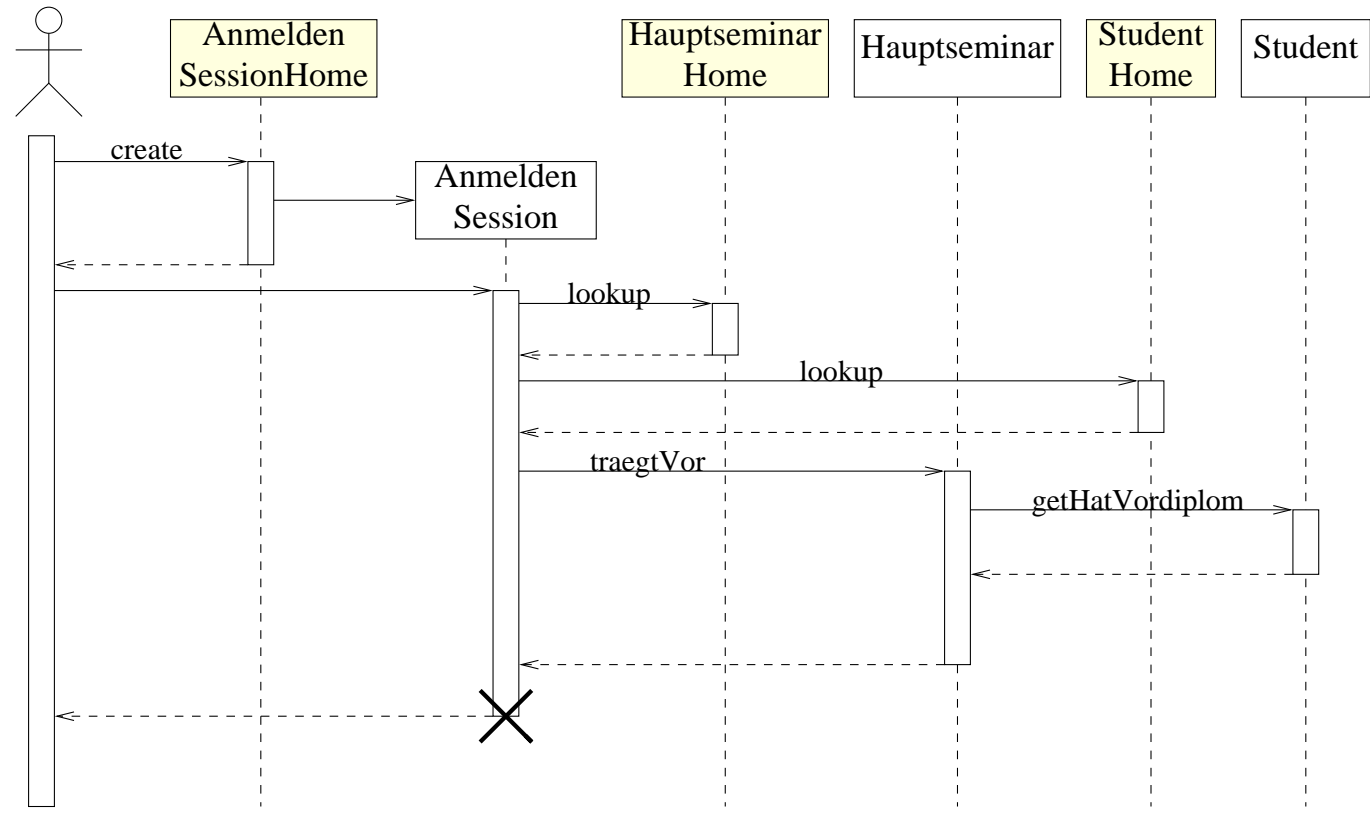 Anmelden
SessionHome
Hauptseminar
Home
Hauptseminar
Student
Home
Student
create
Anmelden
Session
lookup
lookup
traegtVor
getHatVordiplom